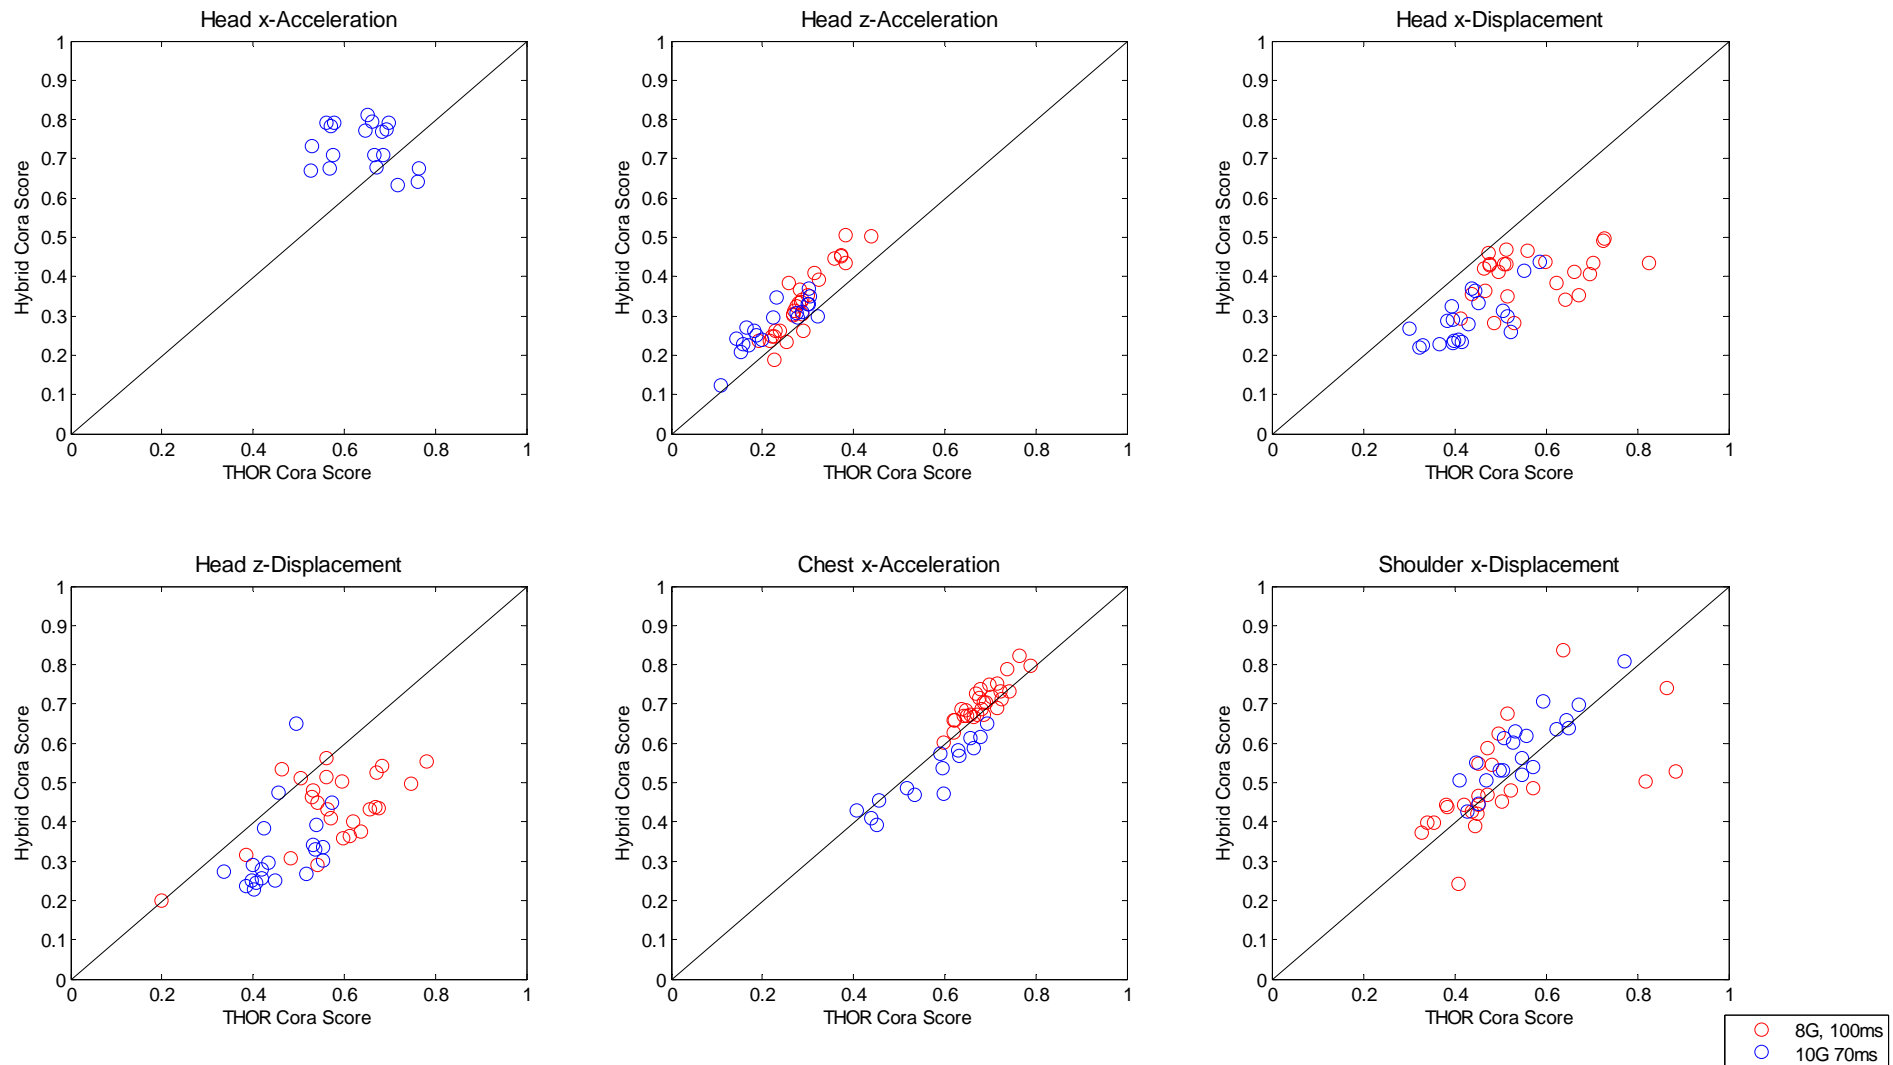 Head x-Acceleration
Head z-Acceleration
Head x-Displacement
1
0.9
0.8
0.7
0.6
0.5
0.4
0.3
0.2
0.1
0
Hybrid Cora Score
0 0.2 0.4 0.6 0.8 1
THOR Cora Score
1
0.9
0.8
0.7
0.6
0.5
0.4
0.3
0.2
0.1
0
Hybrid Cora Score
0 0.2 0.4 0.6 0.8 1
THOR Cora Score
1
0.9
0.8
0.7
0.6
0.5
0.4
0.3
0.2
0.1
0
Hybrid Cora Score
0 0.2 0.4 0.6 0.8 1
THOR Cora Score
Head z-Displacement
Chest x-Acceleration
Shoulder x-Displacement
1
0.9
0.8
0.7
0.6
0.5
0.4
0.3
0.2
0.1
0
Hybrid Cora Score
0 0.2 0.4 0.6 0.8 1
THOR Cora Score
1
0.9
0.8
0.7
0.6
0.5
0.4
0.3
0.2
0.1
0
Hybrid Cora Score
0 0.2 0.4 0.6 0.8 1
THOR Cora Score
1
0.9
0.8
0.7
0.6
0.5
0.4
0.3
0.2
0.1
0
Hybrid Cora Score
0 0.2 0.4 0.6 0.8 1
THOR Cora Score
8G, 100ms
10G 70ms